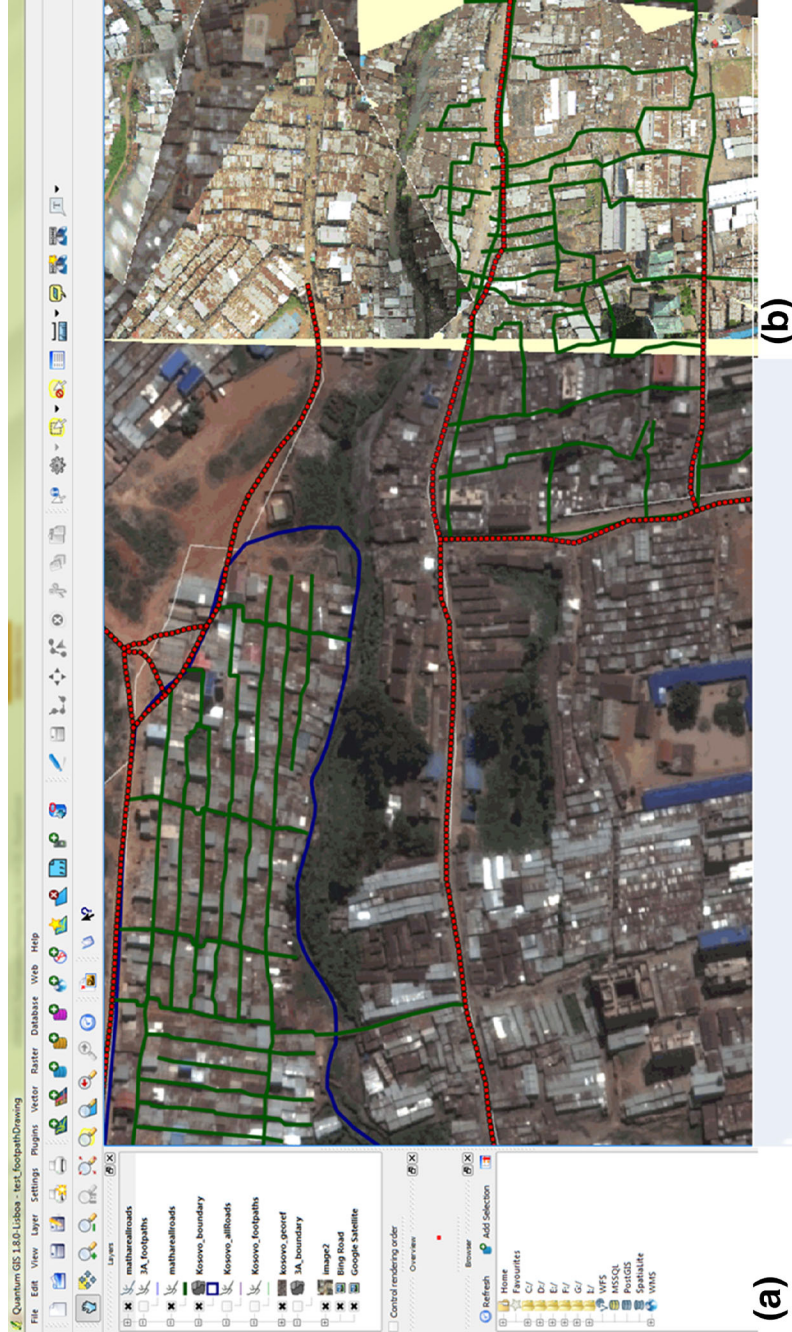 Quantum GIS 1.8.0-Lisboa - test_footpathDrawing
File Edit View Layer Settings Plugins Vector Raster Database Web Help
Layers
mathareallroads
3A_footpaths
mathareallroads
Kosovo_boundary
Kosovo_allRoads
Kosovo_footpaths
kosovo_georef
3A_boundary
image2
Bing Road
Google Satellite
Control rendering order
Overview
Browser
Refresh Add Selection
Home
Favourites
C:/
D:/
E:/
F:/
G:/
I:/
WFS
MSSQL
PostGIS
SpatiaLite
WMS
(a)
(b)